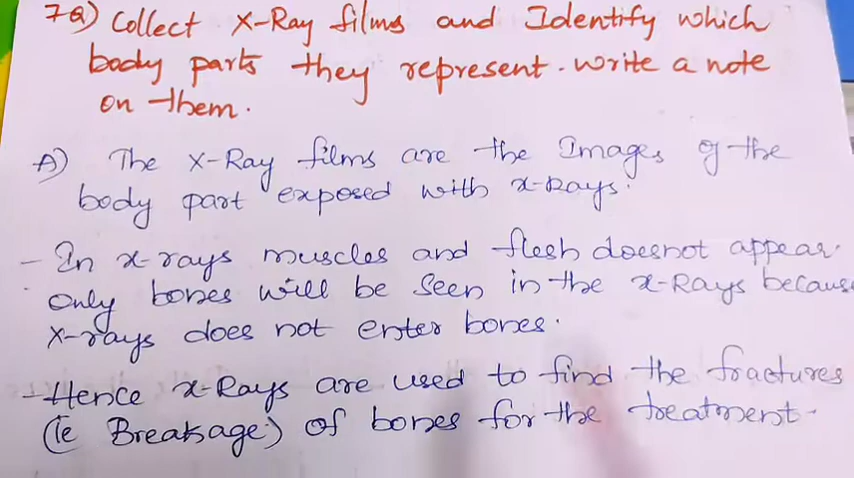 7Q) Collect X-Ray films and Identify which
body parts they represent. write a note
on them.
A) The X-Ray films are the Images of the
body part exposed with x-Rays.
- In x-rays muscles and flesh doesnot appear.
only bones will be seen in the x-Rays because
X-rays does not enter bones.
- Hence x-Rays are used to find the fractures
(ie Breakage) of bones for the treatment.